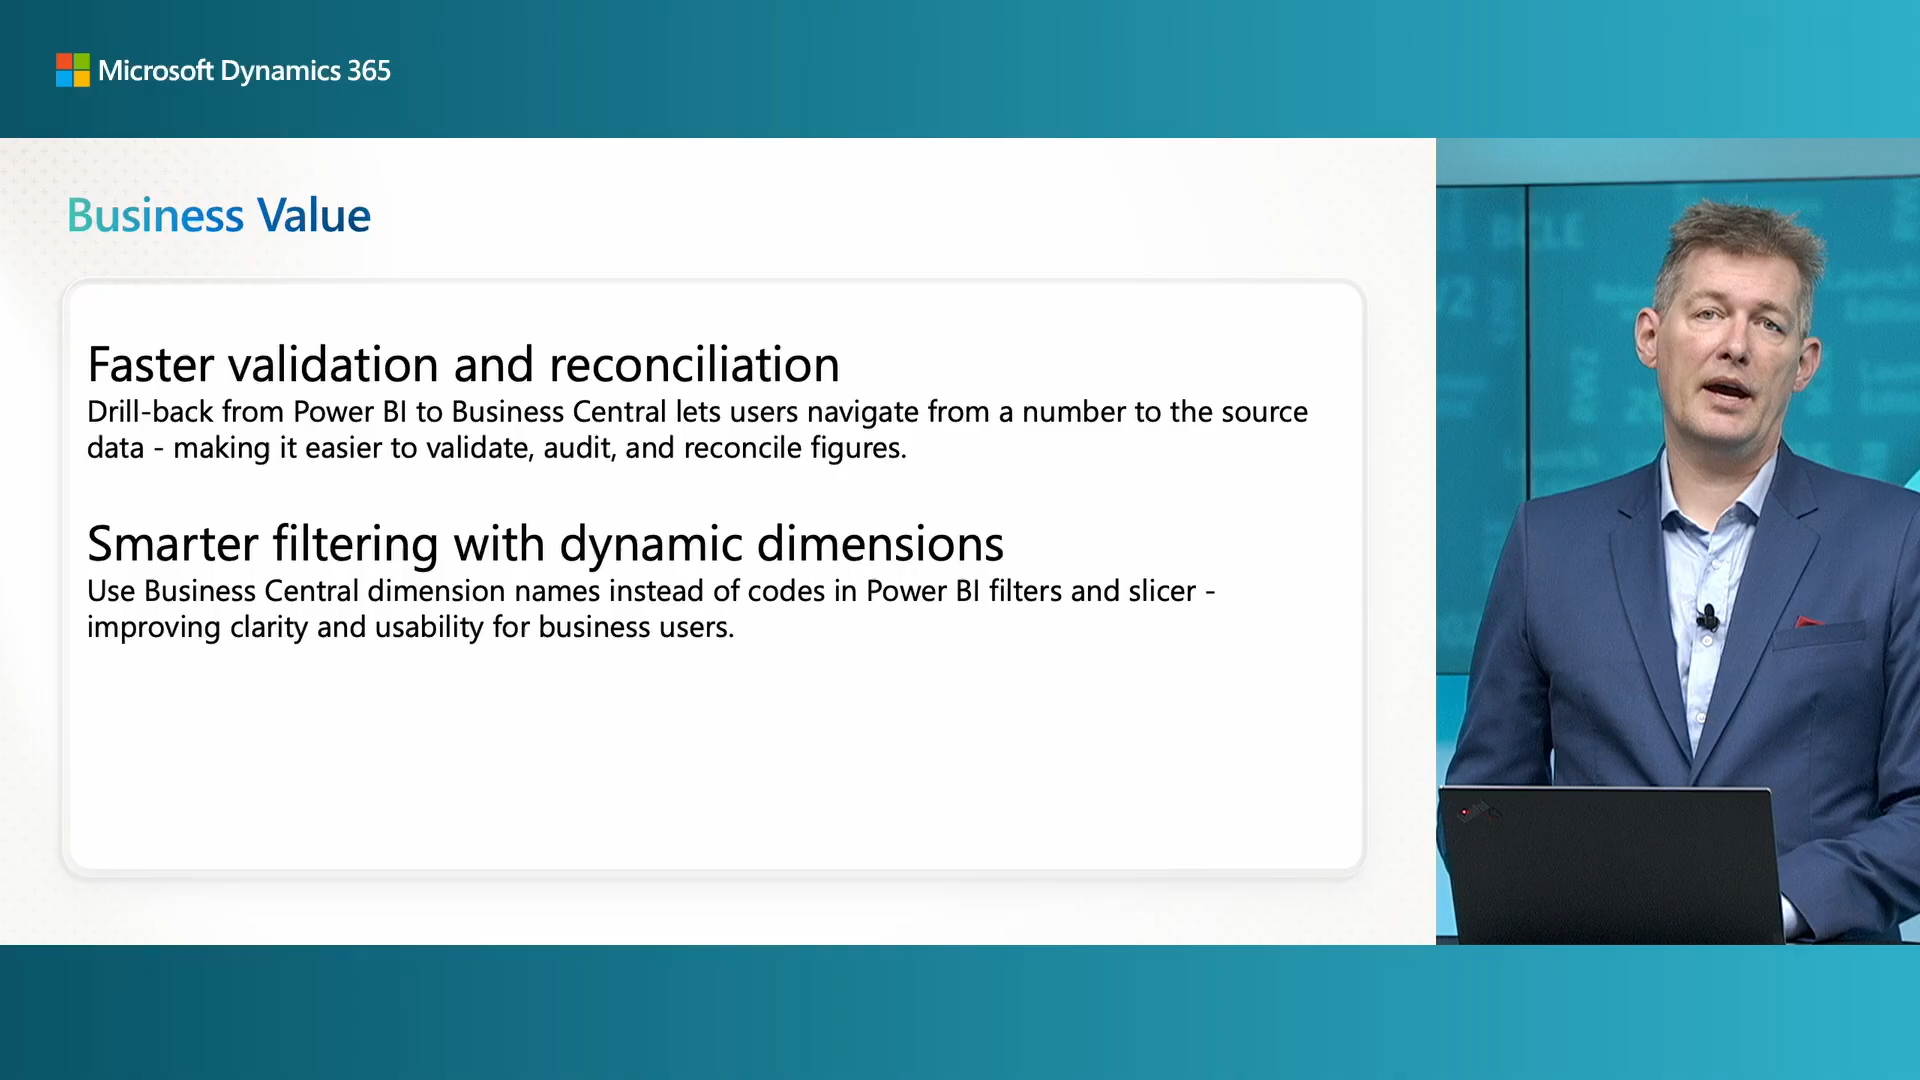 Microsoft Dynamics 365
Business Value
Faster validation and reconciliation
Drill-back from Power BI to Business Central lets users navigate from a number to the source
data - making it easier to validate, audit, and reconcile figures.
Smarter filtering with dynamic dimensions
Use Business Central dimension names instead of codes in Power BI filters and slicer -
improving clarity and usability for business users.